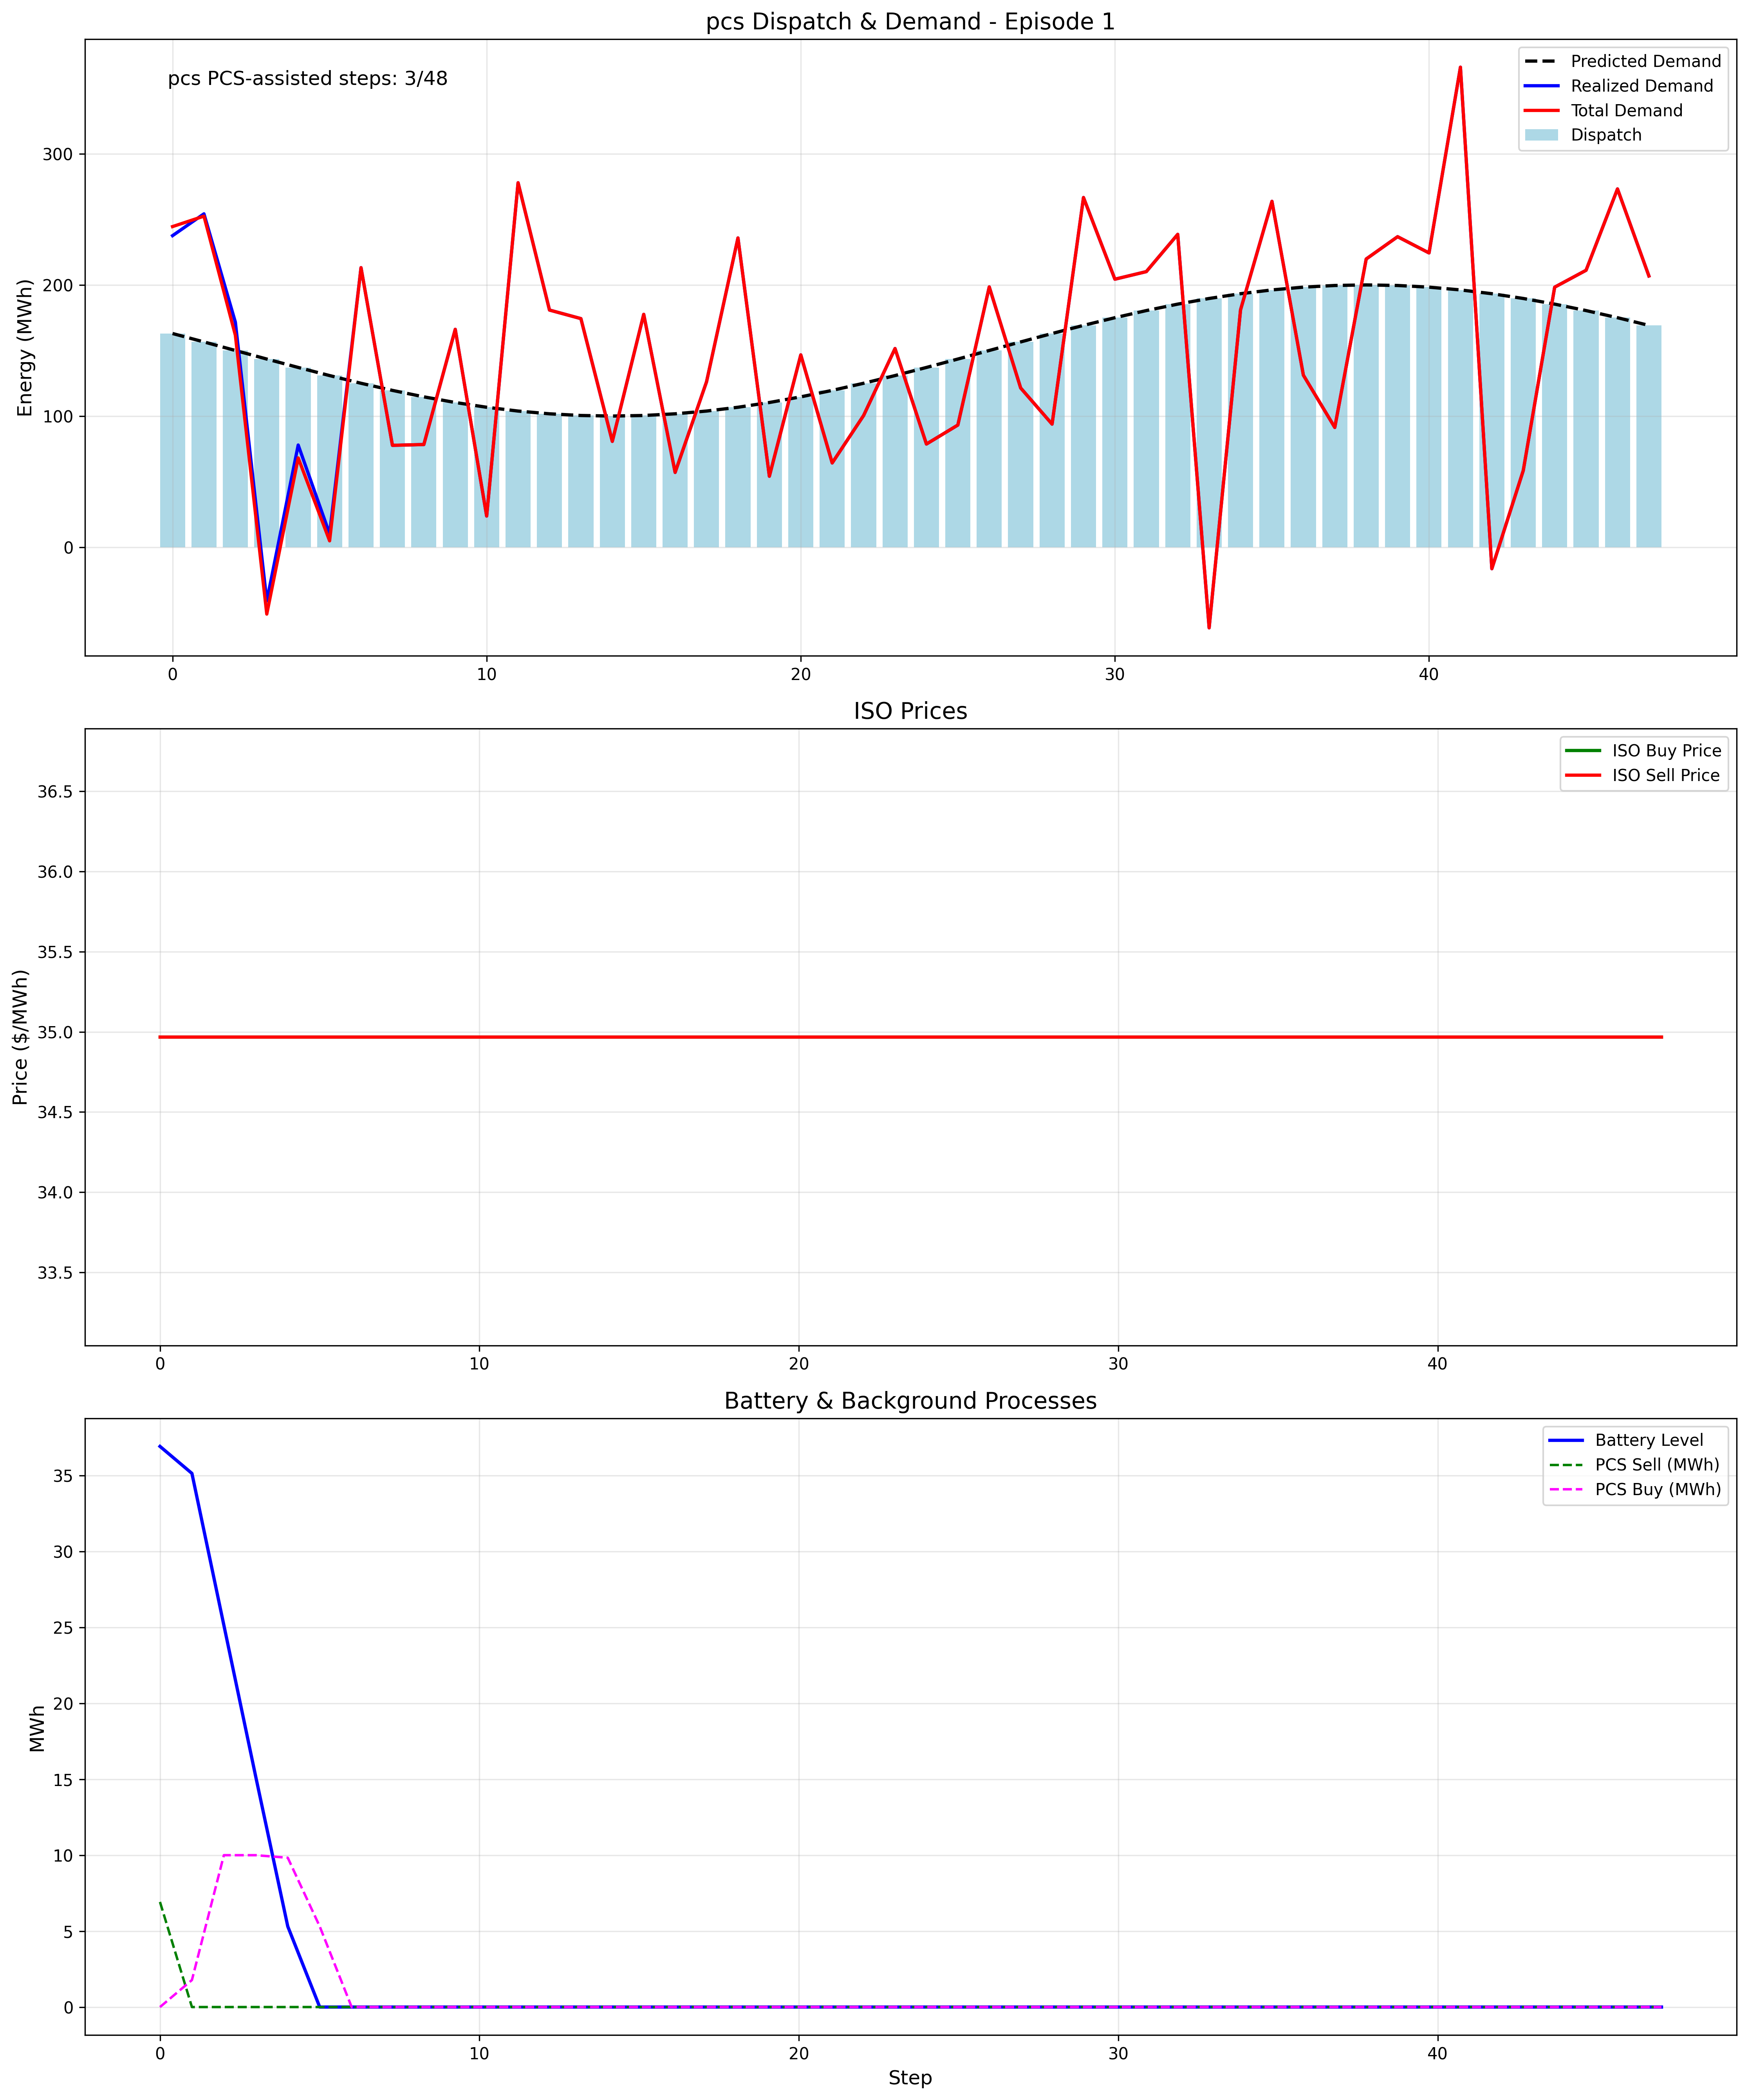 pcs Dispatch & Demand - Episode 1
pcs PCS-assisted steps: 3/48
Predicted Demand
Realized Demand
Total Demand
Dispatch
Energy (MWh)
300
200
100
0
0 10 20 30 40
ISO Prices
ISO Buy Price
ISO Sell Price
Price ($/MWh)
36.5
36.0
35.5
35.0
34.5
34.0
33.5
0 10 20 30 40
Battery & Background Processes
Battery Level
PCS Sell (MWh)
PCS Buy (MWh)
MWh
35
30
25
20
15
10
5
0
0 10 20 30 40
Step